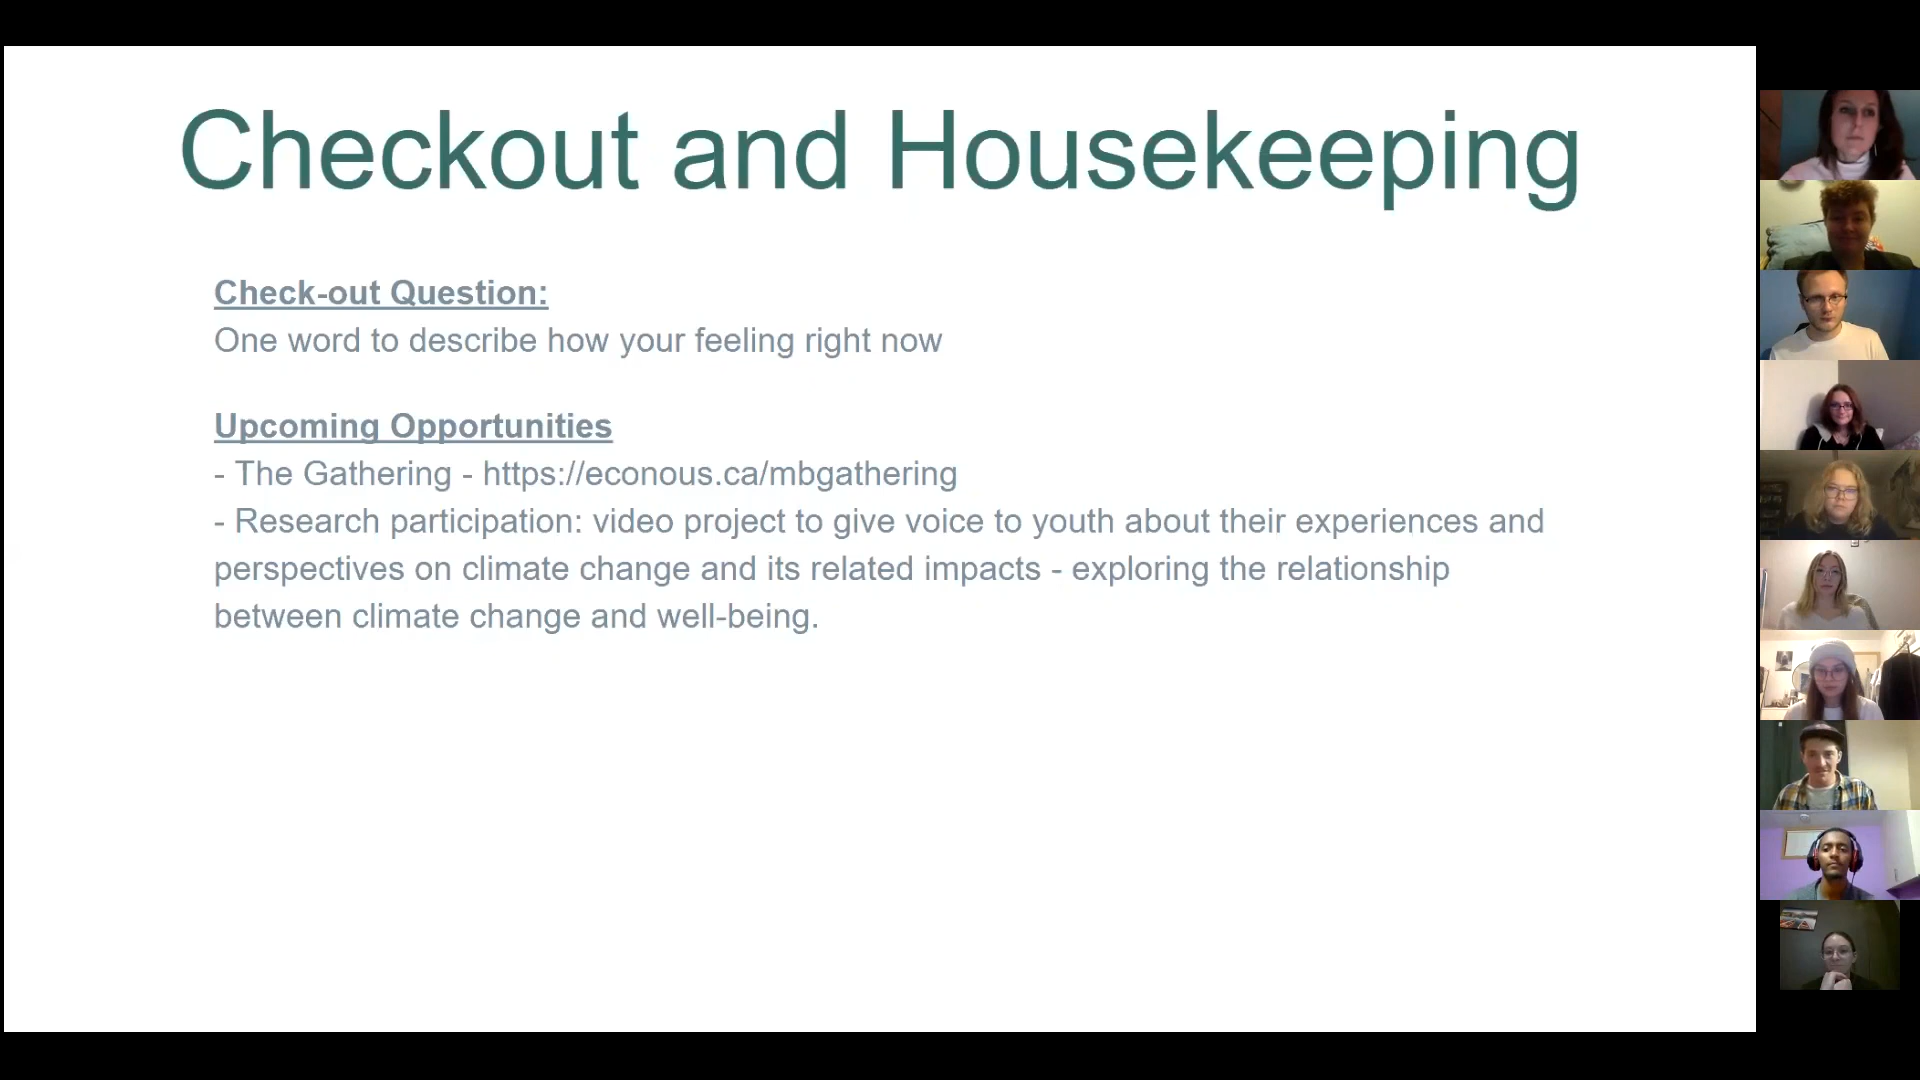 Checkout and Housekeeping
Check-out Question:
One word to describe how your feeling right now
Upcoming Opportunities
- The Gathering - https://econous.ca/mbgathering
- Research participation: video project to give voice to youth about their experiences and
perspectives on climate change and its related impacts - exploring the relationship
between climate change and well-being.